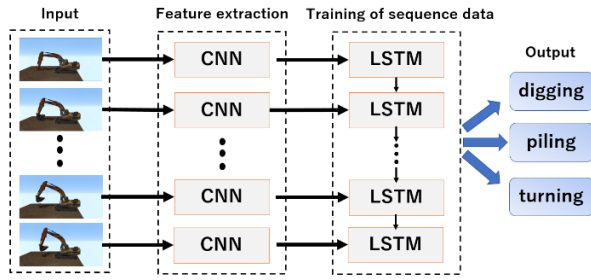 Input
Feature extraction
Training of sequence data
Output
CNN
LSTM
CNN
LSTM
CNN
LSTM
CNN
LSTM
digging
piling
turning